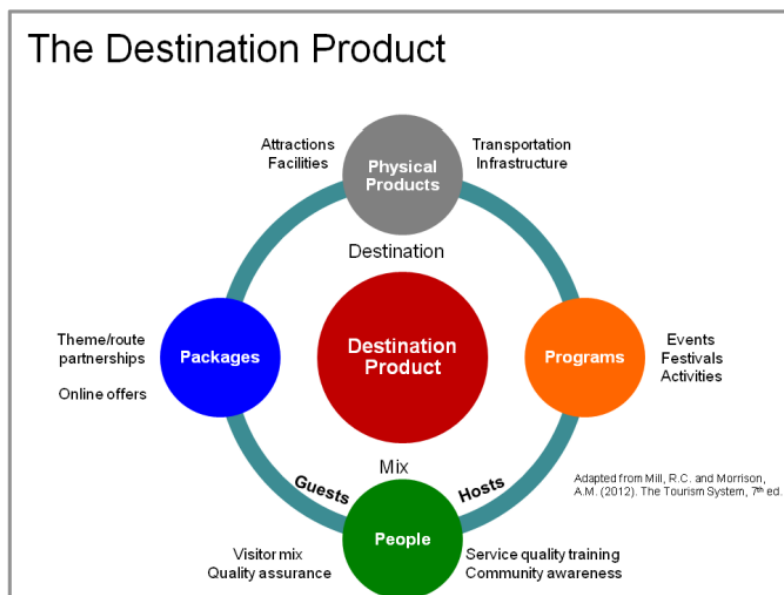 The Destination Product
Attractions
Facilities
Physical
Products
Transportation
Infrastructure
Destination
Theme/route
partnerships
Online offers
Packages
Destination
Product
Programs
Events
Festivals
Activities
Mix
Guests
Hosts
Adapted from Mill, R.C. and Morrison,
A.M. (2012). The Tourism System, 7th ed.
People
Visitor mix
Quality assurance
Service quality training
Community awareness